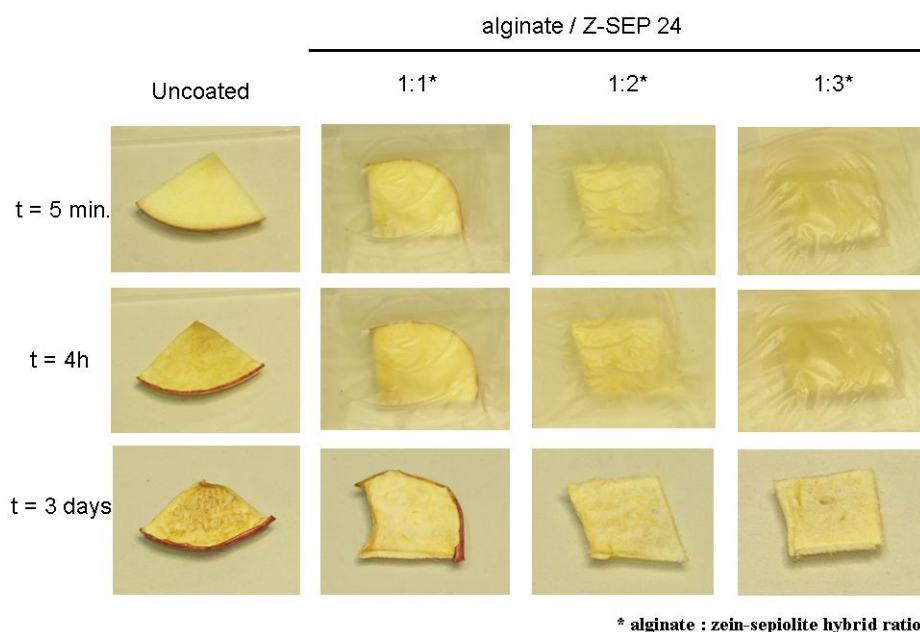 alginate / Z-SEP 24
Uncoated
1:1*
1:2*
1:3*
t = 5 min.
t = 4h
t = 3 days
* alginate : zein-sepiolite hybrid ratio